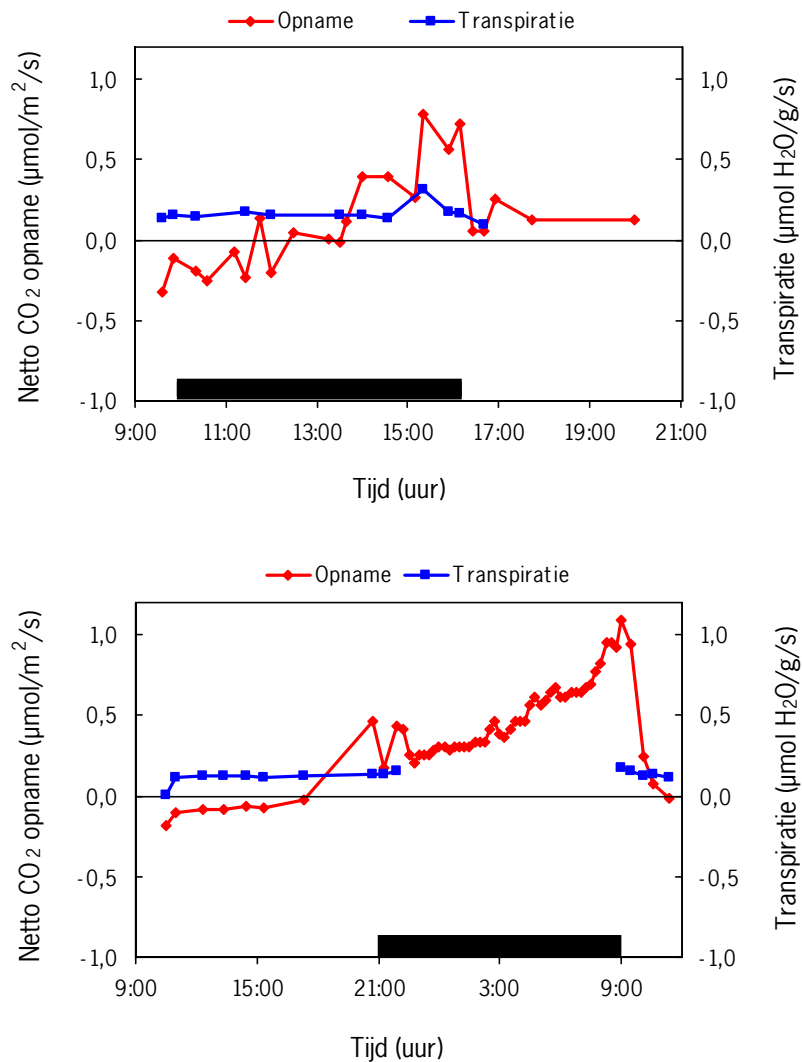 Opname Transpiratie
Netto CO2 opname (µmol/m2/s)
1,0
0,5
0,0
-0,5
-1,0
1,0
0,5
0,0
-0,5
-1,0
Transpiratie (µmol H2O/g/s)
9:00 11:00 13:00 15:00 17:00 19:00 21:00
Tijd (uur)
Opname Transpiratie
Netto CO2 opname (µmol/m2/s)
1,0
0,5
0,0
-0,5
-1,0
1,0
0,5
0,0
-0,5
-1,0
Transpiratie (µmol H2O/g/s)
9:00 15:00 21:00 3:00 9:00
Tijd (uur)